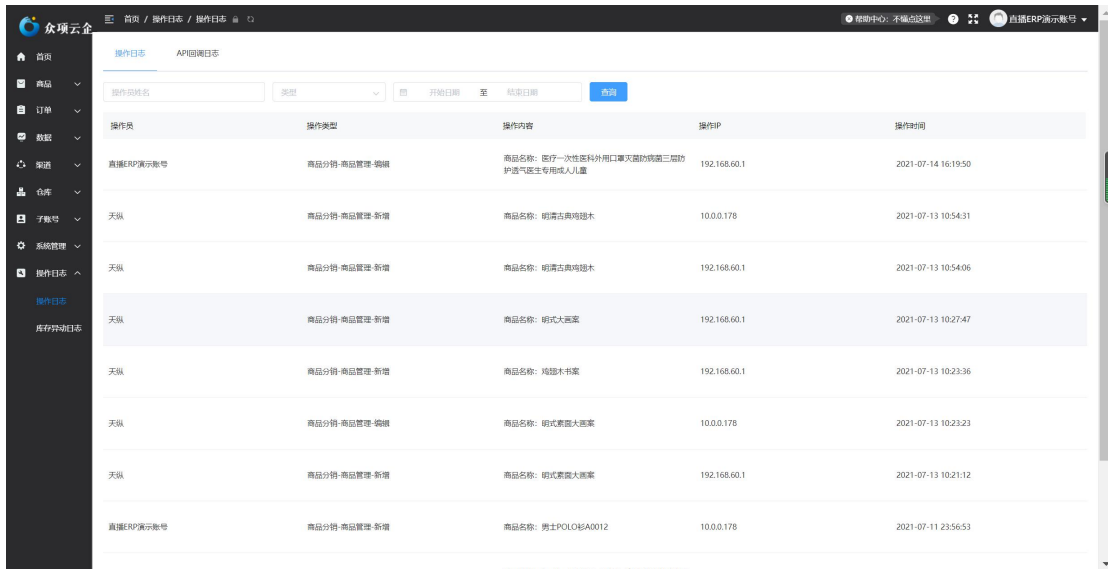 众项云企
首页 / 操作日志 / 操作日志
帮助中心：不懂点这里
直播ERP演示账号
首页
商品
订单
数据
渠道
仓库
子账号
系统管理
操作日志
操作日志
库存异动日志
操作日志 API回调日志
操作员姓名 类型 开始日期 至 结束日期 查询
操作员 操作类型 操作内容 操作IP 操作时间
直播ERP演示账号 商品分销-商品管理-编辑 商品名称：医疗一次性医科外用口罩灭菌防病菌三层防 192.168.60.1 2021-07-14 16:19:50
护透气医生专用成人儿童
天纵 商品分销-商品管理-新增 商品名称：明清古典鸡翅木 10.0.0.178 2021-07-13 10:54:31
天纵 商品分销-商品管理-新增 商品名称：明清古典鸡翅木 192.168.60.1 2021-07-13 10:54:06
天纵 商品分销-商品管理-新增 商品名称：明式大画案 192.168.60.1 2021-07-13 10:27:47
天纵 商品分销-商品管理-新增 商品名称：鸡翅木书案 192.168.60.1 2021-07-13 10:23:36
天纵 商品分销-商品管理-编辑 商品名称：明式素面大画案 10.0.0.178 2021-07-13 10:23:23
天纵 商品分销-商品管理-新增 商品名称：明式素面大画案 192.168.60.1 2021-07-13 10:21:12
直播ERP演示账号 商品分销-商品管理-新增 商品名称：男士POLO衫A0012 10.0.0.178 2021-07-11 23:56:53